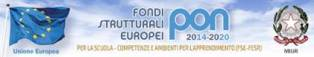 FONDI
STRUTTURALI
EUROPEI
pon
2014-2020
Unione Europea
PER LA SCUOLA - COMPETENZE E AMBIENTI PER L'APPRENDIMENTO (FSE-FESR)
MIUR